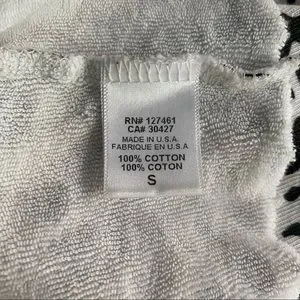 RN# 127461
CA# 30427
MADE IN U.S.A.
FABRIQUE EN U.S.A
100% COTTON
100% COTON
S